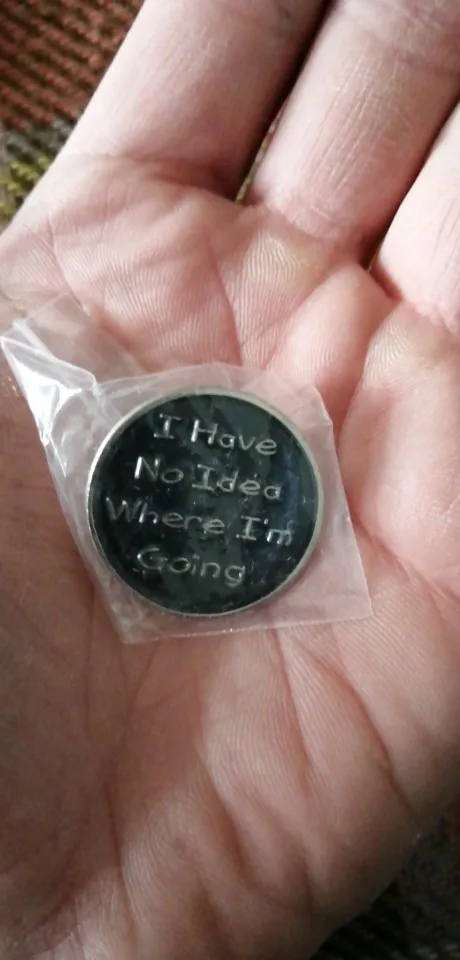 I Have
No Idea
Where I'm
Going